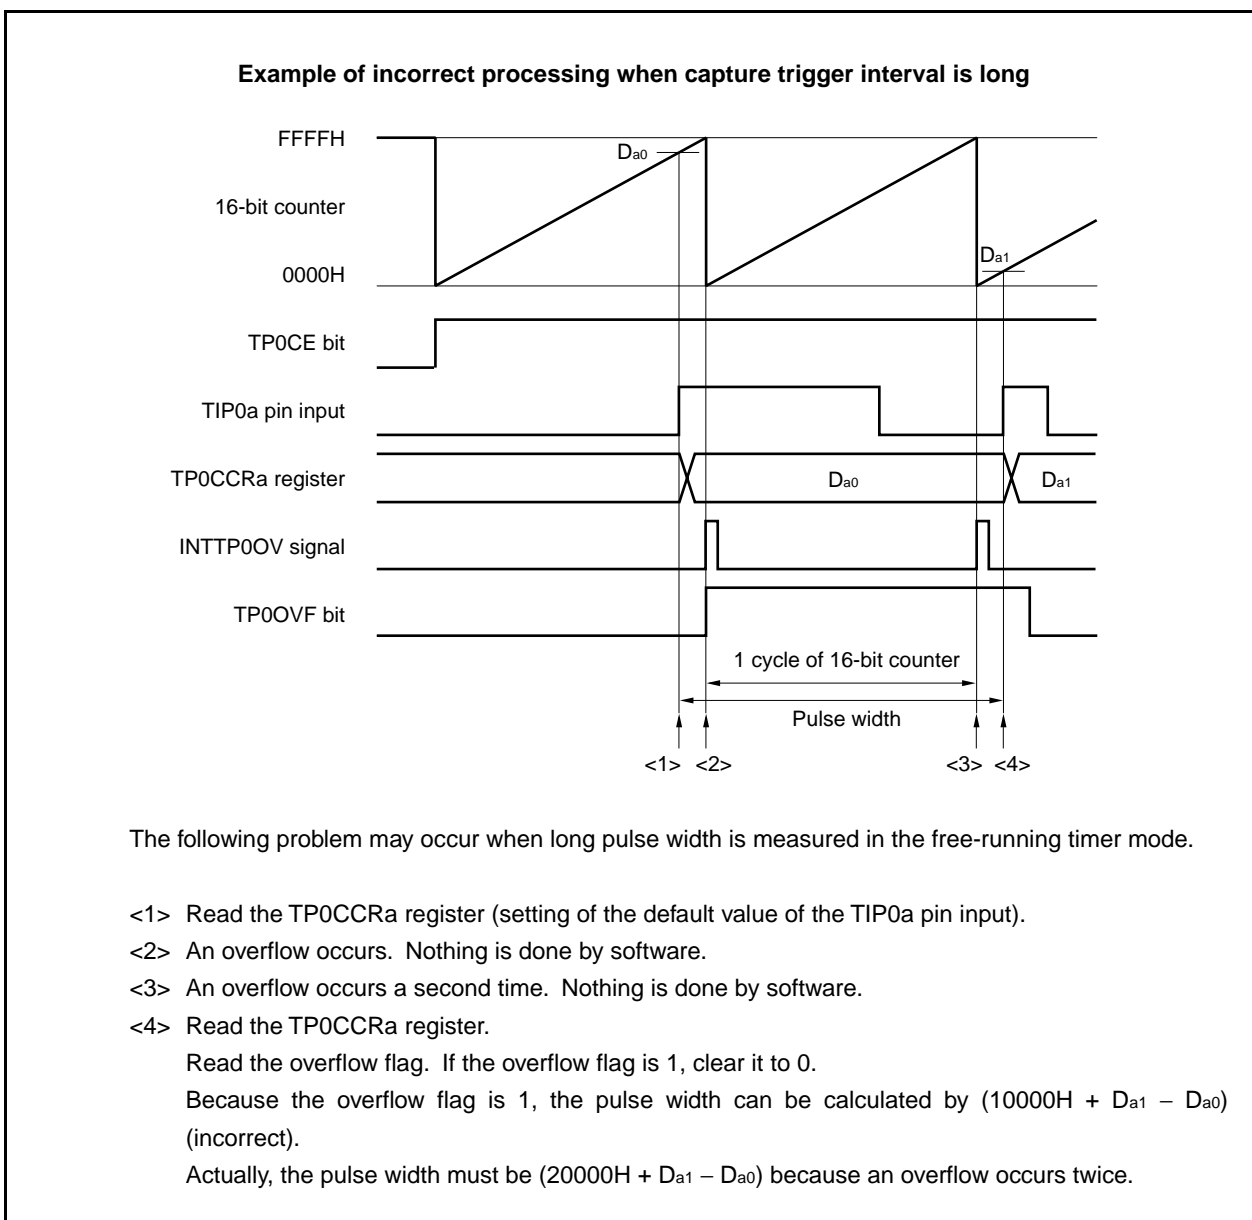 Example of incorrect processing when capture trigger interval is long
FFFFH
Da0
16-bit counter
Da1
0000H
TP0CE bit
TIP0a pin input
TP0CCRa register
Da0
Da1
INTTP0OV signal
TP0OVF bit
1 cycle of 16-bit counter
Pulse width
<1> <2> <3> <4>
The following problem may occur when long pulse width is measured in the free-running timer mode.
<1> Read the TP0CCRa register (setting of the default value of the TIP0a pin input).
<2> An overflow occurs. Nothing is done by software.
<3> An overflow occurs a second time. Nothing is done by software.
<4> Read the TP0CCRa register.
Read the overflow flag. If the overflow flag is 1, clear it to 0.
Because the overflow flag is 1, the pulse width can be calculated by (10000H + Da1 − Da0)
(incorrect).
Actually, the pulse width must be (20000H + Da1 − Da0) because an overflow occurs twice.